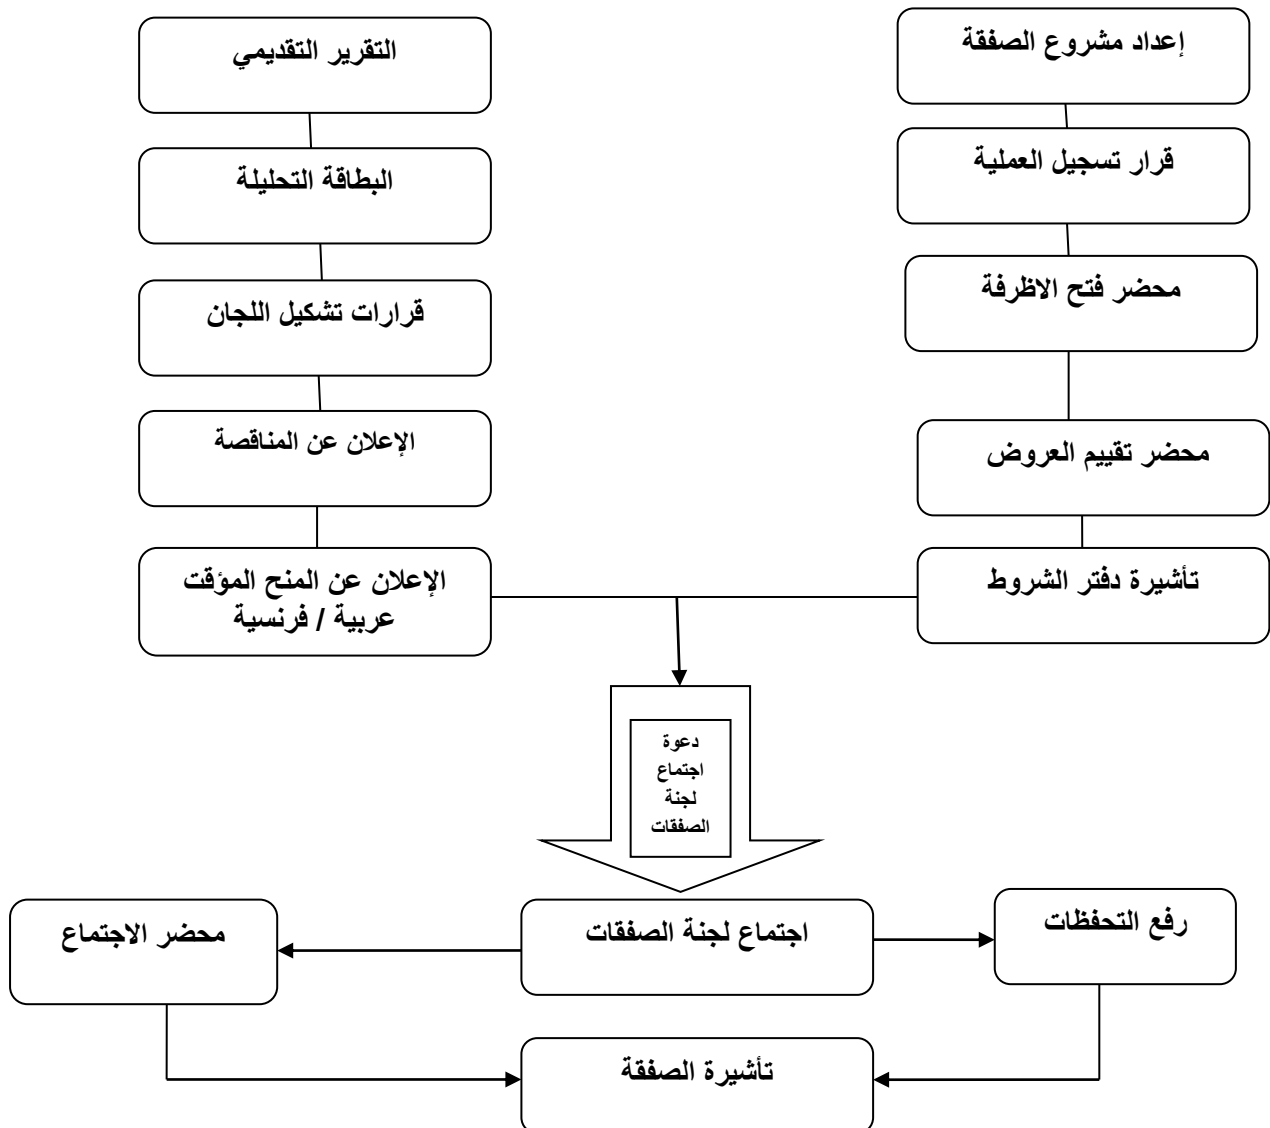 إعداد مشروع الصفقة
قرار تسجيل العملية
محضر فتح الاظرفة
محضر تقييم العروض
تأشيرة دفتر الشروط
التقرير التقديمي
البطاقة التحليلة
قرارات تشكيل اللجان
الإعلان عن المناقصة
الإعلان عن المنح المؤقت
عربية / فرنسية
دعوة
اجتماع
لجنة
الصفقات
رفع التحفظات
اجتماع لجنة الصفقات
محضر الاجتماع
تأشيرة الصفقة